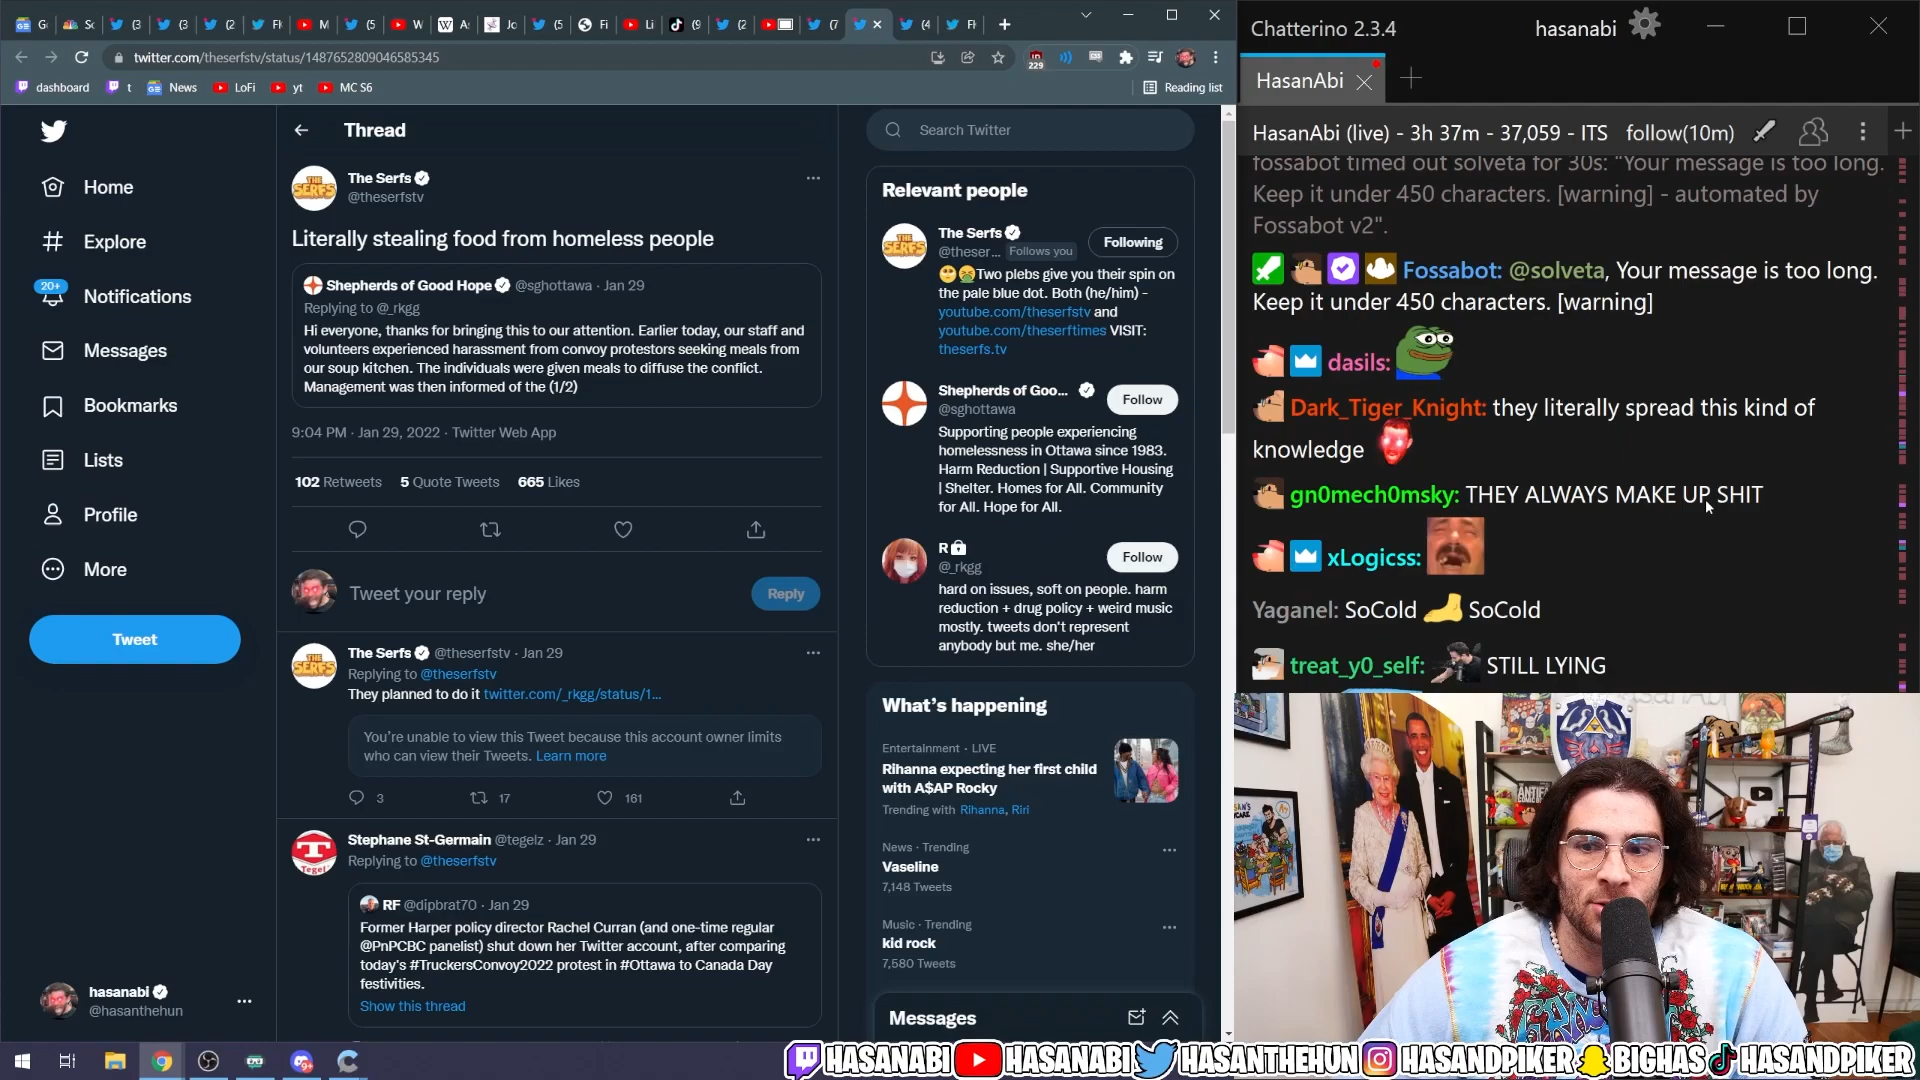 twitter.com/theserfstv/status/1487652809046585345
229
dashboard
t
News
LoFi
yt
MC S6
Reading list
Home
Explore
20+
Notifications
Messages
Bookmarks
Lists
Profile
More
Tweet
hasanabi
@hasanthehun
Thread
The Serfs
@theserfstv
Literally stealing food from homeless people
Shepherds of Good Hope @sghottawa · Jan 29
Replying to @_rkgg
Hi everyone, thanks for bringing this to our attention. Earlier today, our staff and
volunteers experienced harassment from convoy protestors seeking meals from
our soup kitchen. The individuals were given meals to diffuse the conflict.
Management was then informed of the (1/2)
9:04 PM · Jan 29, 2022 · Twitter Web App
102 Retweets 5 Quote Tweets 665 Likes
Tweet your reply
Reply
The Serfs @theserfstv · Jan 29
Replying to @theserfstv
They planned to do it twitter.com/_rkgg/status/1...
You're unable to view this Tweet because this account owner limits
who can view their Tweets. Learn more
3 17 161
Stephane St-Germain @tegelz · Jan 29
Replying to @theserfstv
RF @dipbrat70 · Jan 29
Former Harper policy director Rachel Curran (and one-time regular
@PnPCBC panelist) shut down her Twitter account, after comparing
today's #TruckersConvoy2022 protest in #Ottawa to Canada Day
festivities.
Show this thread
Search Twitter
Relevant people
The Serfs
@theser... Follows you
Following
Two plebs give you their spin on
the pale blue dot. Both (he/him) -
youtube.com/theserfstv and
youtube.com/theserftimes VISIT:
theserfs.tv
Shepherds of Goo...
@sghottawa
Follow
Supporting people experiencing
homelessness in Ottawa since 1983.
Harm Reduction | Supportive Housing
| Shelter. Homes for All. Community
for All. Hope for All.
R
@_rkgg
Follow
hard on issues, soft on people. harm
reduction + drug policy + weird music
mostly. tweets don't represent
anybody but me. she/her
What's happening
Entertainment · LIVE
Rihanna expecting her first child
with A$AP Rocky
Trending with Rihanna, Riri
News · Trending
Vaseline
7,148 Tweets
Music · Trending
kid rock
7,580 Tweets
Messages
Chatterino 2.3.4
hasanabi
HasanAbi
HasanAbi (live) - 3h 37m - 37,059 - ITS follow(10m)
fossabot timed out solveta for 30s: "Your message is too long.
Keep it under 450 characters. [warning] - automated by
Fossabot v2".
Fossabot: @solveta, Your message is too long.
Keep it under 450 characters. [warning]
dasils:
Dark_Tiger_Knight: they literally spread this kind of
knowledge
gn0mech0msky: THEY ALWAYS MAKE UP SHIT
xLogicss:
Yaganel: SoCold SoCold
treat_y0_self: STILL LYING
HASANABI HASANABI HASANTHEHUN HASANDPIKER BIGHAS HASANDPIKER